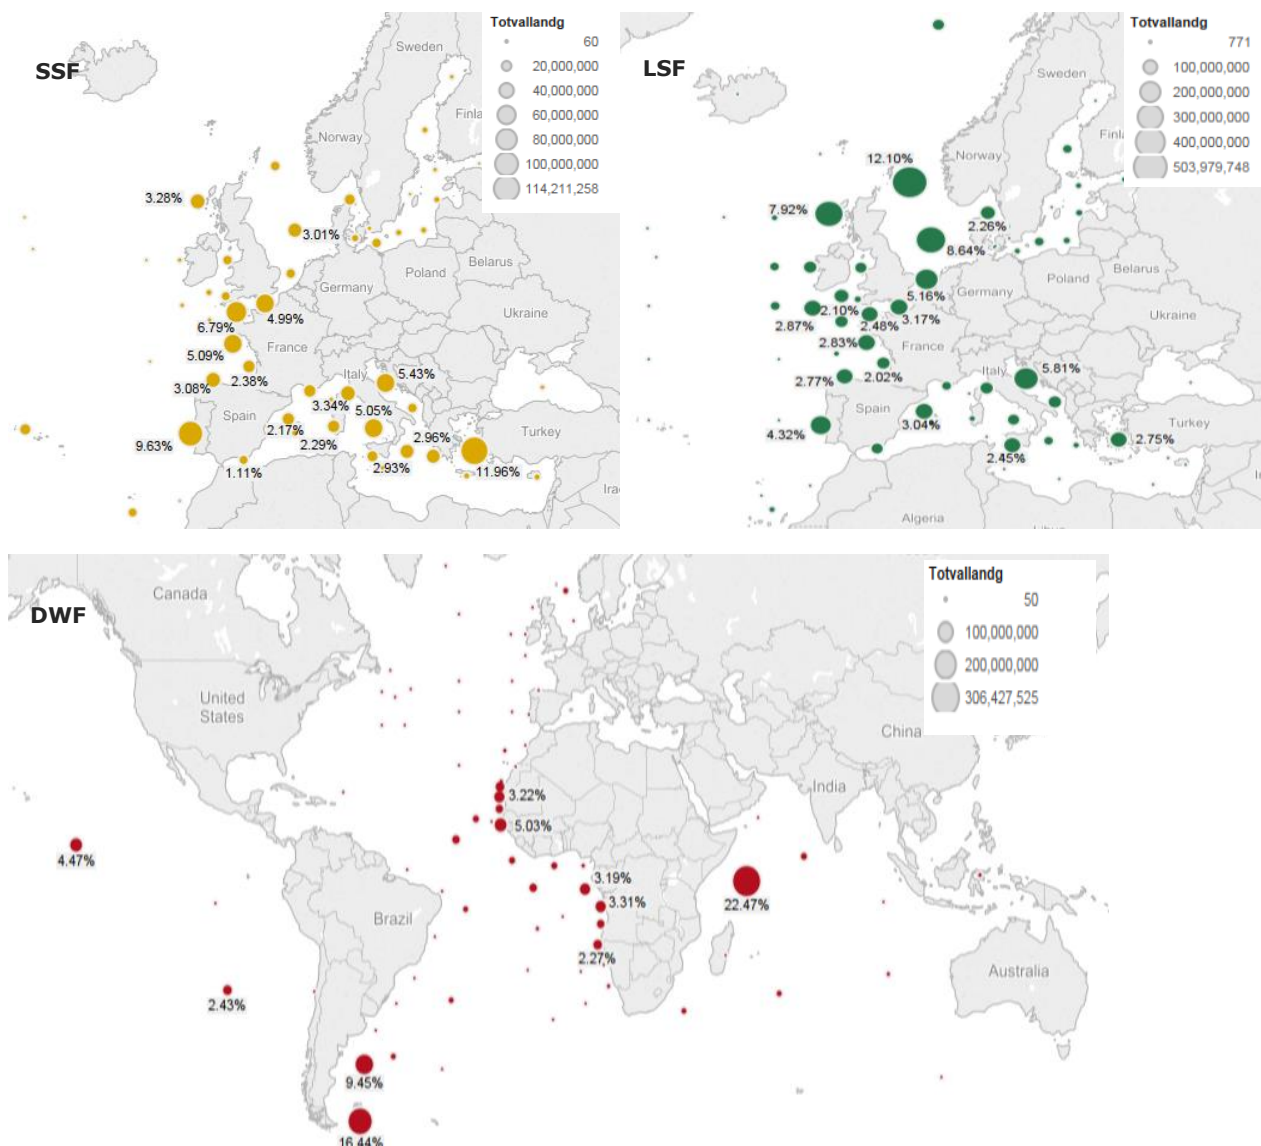 SSF
Totvallandg
60
20,000,000
40,000,000
60,000,000
80,000,000
100,000,000
114,211,258
Sweden
Norway
Finla
Belarus
Poland
Germany
Ukraine
France
Italy
Spain
Turkey
Ira
3.28%
3.01%
4.99%
6.79%
5.09%
2.38%
3.08%
5.43%
3.34%
5.05%
9.63%
2.17%
2.29%
2.96%
2.93%
11.96%
1.11%
LSF
Totvallandg
771
100,000,000
200,000,000
300,000,000
400,000,000
503,979,748
Sweden
Norway
Finla
Belarus
Poland
Germany
Ukraine
France
Italy
Spain
Turkey
Algeria
12.10%
7.92%
2.26%
8.64%
5.16%
2.10%
3.17%
2.87%
2.48%
2.83%
2.77%
2.02%
5.81%
3.04%
4.32%
2.45%
2.75%
DWF
Totvallandg
50
100,000,000
200,000,000
306,427,525
Canada
United
States
China
India
Brazil
Australia
3.22%
5.03%
4.47%
3.19%
3.31%
22.47%
2.27%
2.43%
9.45%
16.44%